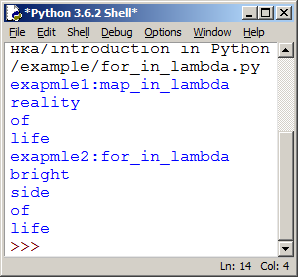 *Python 3.6.2 Shell*
File Edit Shell Debug Options Window Help
нка/introduction in Python
/example/for_in_lambda.py
exapmle1:map_in_lambda
reality
of
life
exapmle2:for_in_lambda
bright
side
of
life
>>>
Ln: 14 Col: 4